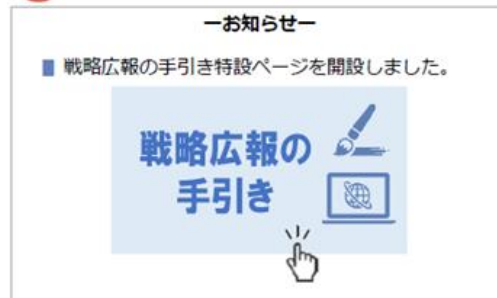 ーお知らせー
戦略広報の手引き特設ページを開設しました。
戦略広報の
手引き